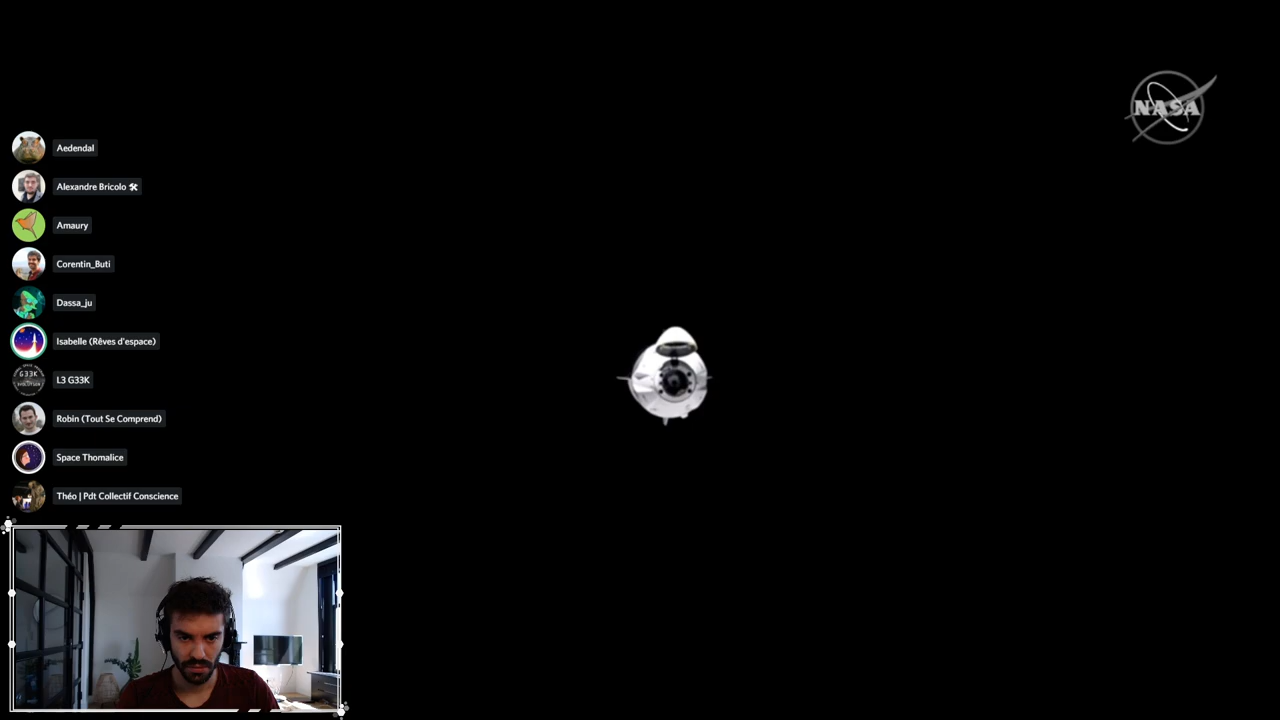 NASA
Aedendal
Alexandre Bricolo 🛠
Amaury
Corentin_Buti
Dassa_ju
Isabelle (Rêves d'espace)
L3 G33K
G33K
Robin (Tout Se Comprend)
Space Thomalice
Théo | Pdt Collectif Conscience